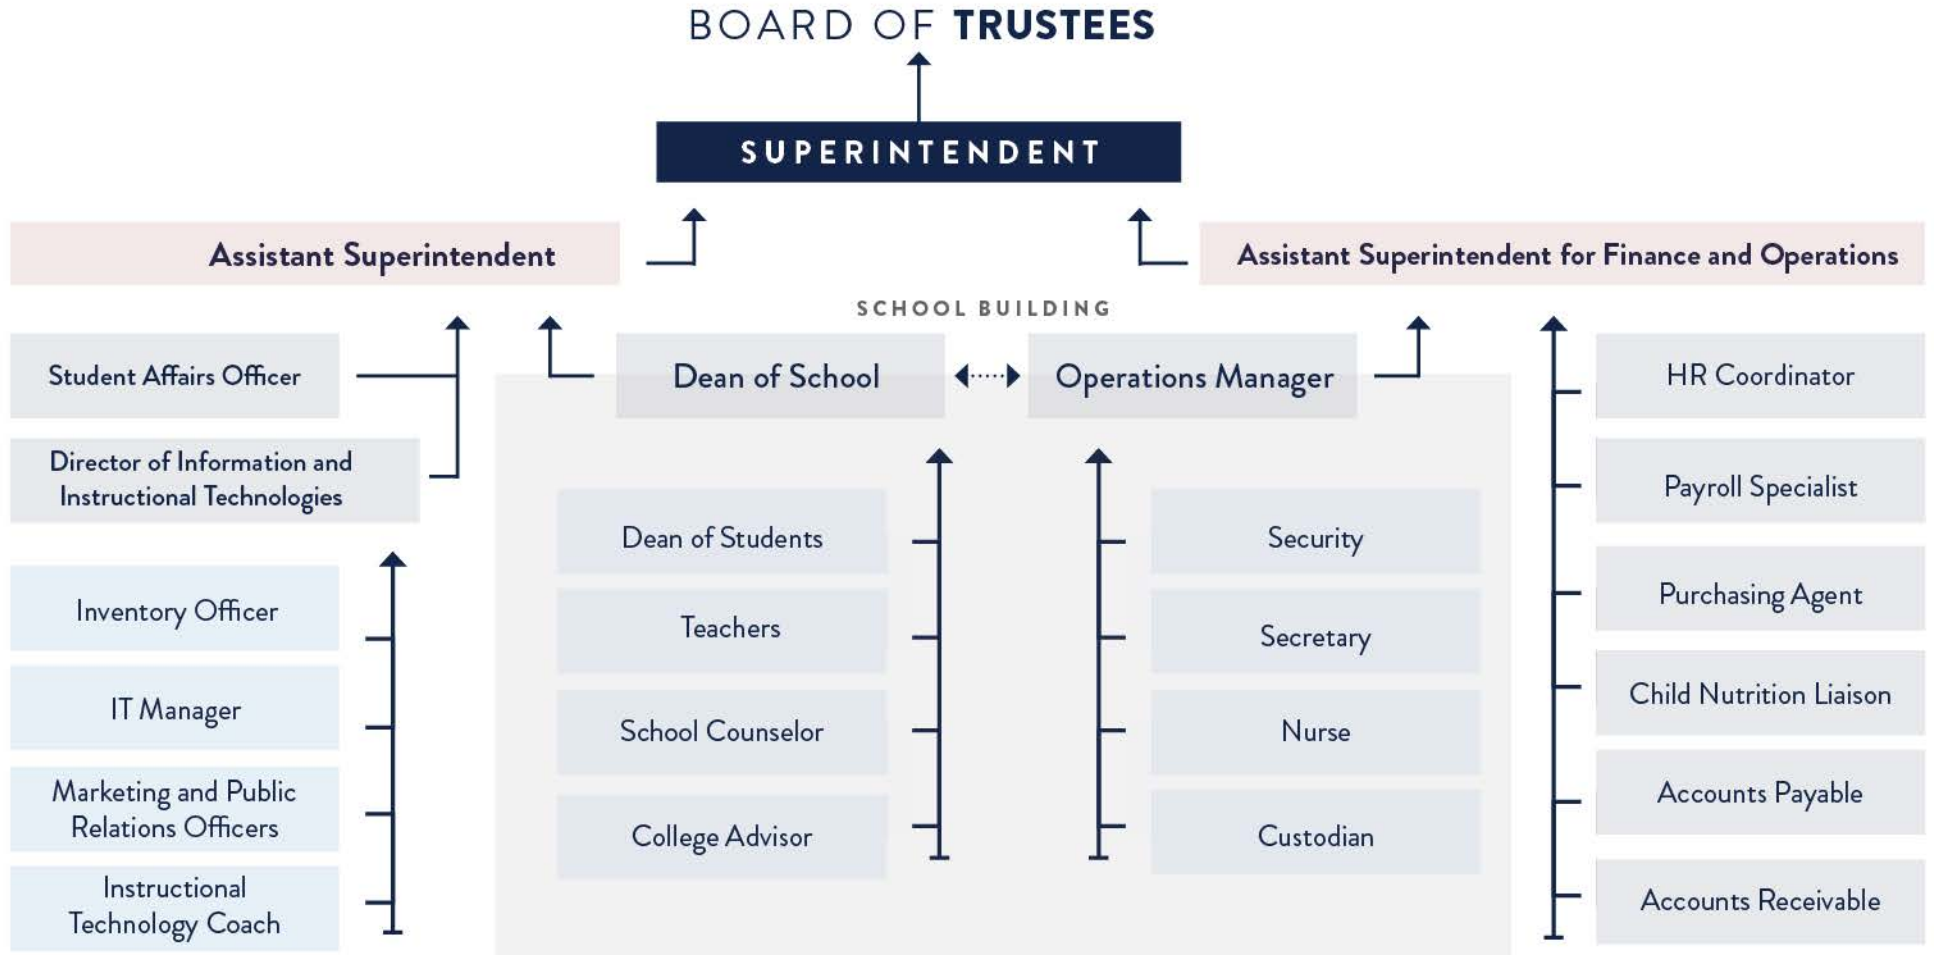 BOARD OF TRUSTEES
SUPERINTENDENT
Assistant Superintendent
Assistant Superintendent for Finance and Operations
SCHOOL BUILDING
Student Affairs Officer
Director of Information and
Instructional Technologies
Inventory Officer
IT Manager
Marketing and Public
Relations Officers
Instructional
Technology Coach
Dean of School
Operations Manager
Dean of Students
Teachers
School Counselor
College Advisor
Security
Secretary
Nurse
Custodian
HR Coordinator
Payroll Specialist
Purchasing Agent
Child Nutrition Liaison
Accounts Payable
Accounts Receivable